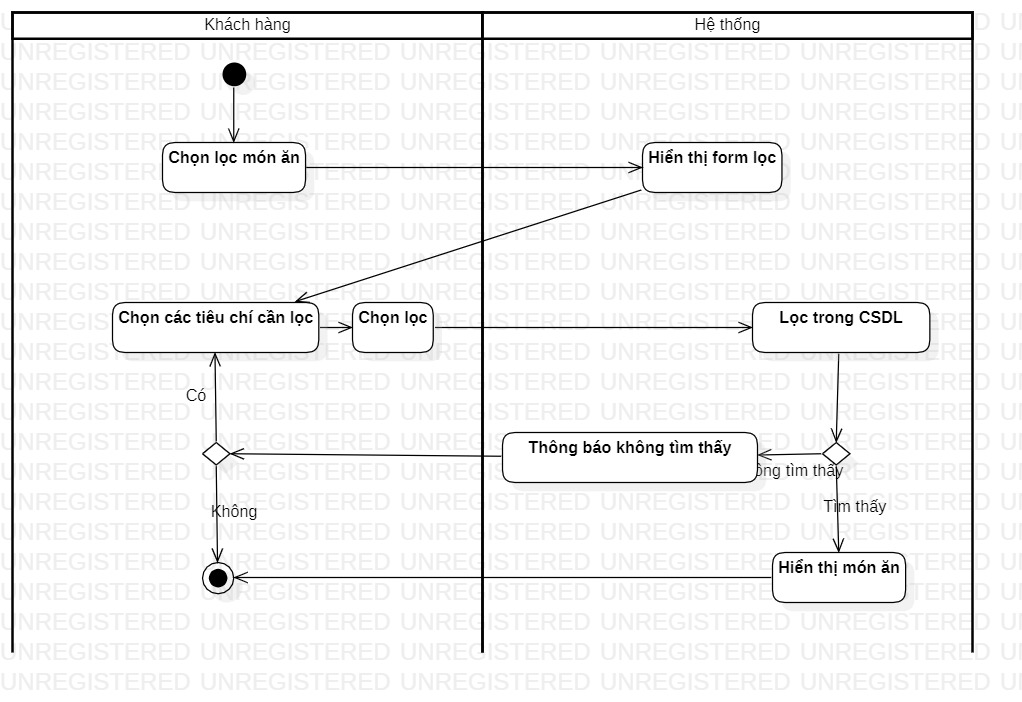 Khách hàng
Hệ thống
Chọn lọc món ăn
Hiển thị form lọc
Chọn các tiêu chí cần lọc
Chọn lọc
Lọc trong CSDL
Có
Thông báo không tìm thấy
ông tìm thấy
Tìm thấy
Không
Hiển thị món ăn
UNREGISTERED